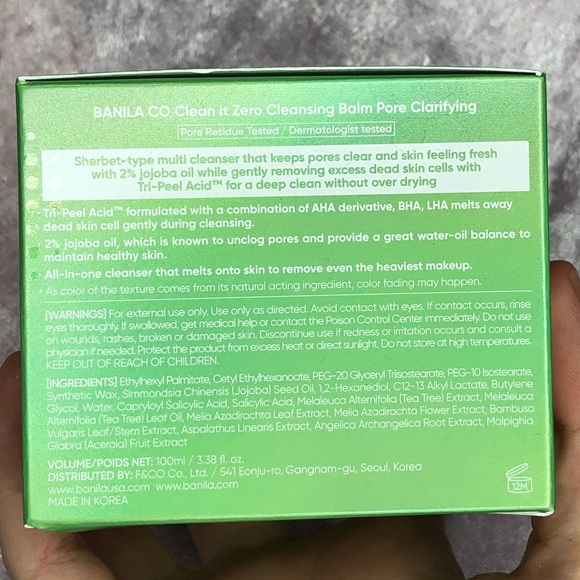 BANILA CO Clean it Zero Cleansing Balm Pore Clarifying
Pore Residue Tested / Dermatologist tested
Sherbet-type multi cleanser that keeps pores clear and skin feeling fresh
with 2% jojoba oil while gently removing excess dead skin cells with
Tri-Peel Acid™ for a deep clean without over drying
Tri-Peel Acid™ formulated with a combination of AHA derivative, BHA, LHA melts away
dead skin cell gently during cleansing.
2% jojoba oil, which is known to unclog pores and provide a great water-oil balance to
maintain healthy skin.
All-in-one cleanser that melts onto skin to remove even the heaviest makeup.
* As color of the texture comes from its natural acting ingredient, color fading may happen.
[WARNINGS] For external use only. Use only as directed. Avoid contact with eyes. If contact occurs, rinse
eyes thoroughly. If swallowed, get medical help or contact the Poison Control Center immediately. Do not use
on wounds, rashes, broken or damaged skin. Discontinue use if redness or irritation occurs and consult a
physician if needed. Protect the product from excess heat or direct sunlight. Do not store at high temperatures.
KEEP OUT OF REACH OF CHILDREN.
[INGREDIENTS] Ethylhexyl Palmitate, Cetyl Ethylhexanoate, PEG-20 Glyceryl Triisostearate, PEG-10 Isostearate,
Synthetic Wax, Simmondsia Chinensis (Jojoba) Seed Oil, 1,2-Hexanediol, C12-13 Alkyl Lactate, Butylene
Glycol, Water, Capryloyl Salicylic Acid, Salicylic Acid, Melaleuca Alternifolia (Tea Tree) Extract, Melaleuca
Alternifolia (Tea Tree) Leaf Oil, Melia Azadirachta Leaf Extract, Melia Azadirachta Flower Extract, Bambusa
Vulgaris Leaf/Stem Extract, Aspalathus Linearis Extract, Angelica Archangelica Root Extract, Malpighia
Glabra (Acerola) Fruit Extract
VOLUME/POIDS NET: 100ml / 3.38 fl. oz.
DISTRIBUTED BY: F&CO Co., Ltd. / 541 Eonju-ro, Gangnam-gu, Seoul, Korea
www.banilausa.com / www.banila.com
MADE IN KOREA
12M